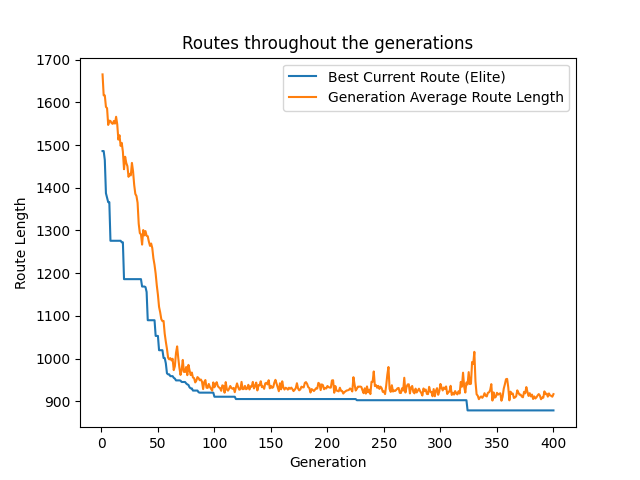 Routes throughout the generations
Best Current Route (Elite)
Generation Average Route Length
Route Length
1700
1600
1500
1400
1300
1200
1100
1000
900
0 50 100 150 200 250 300 350 400
Generation